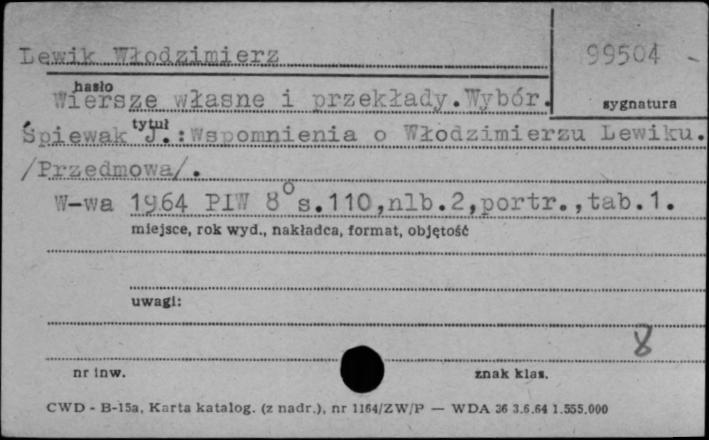 Lewik Włodzimierz 99504
hasło
Wiersze własne i przekłady.Wybór. sygnatura
tytuł
Śpiewak J.:Wspomnienia o Włodzimierzu Lewiku.
/Przedmowa/.
W-wa 1964 PIW 8° s.110,nlb.2,portr.,tab.1.
miejsce, rok wyd., nakładca, format, objętość
uwagi:
8
nr inw. znak klas.
CWD - B-15a, Karta katalog. (z nadr.), nr 1164/ZW/P — WDA 36 3.6.64 1.555.000